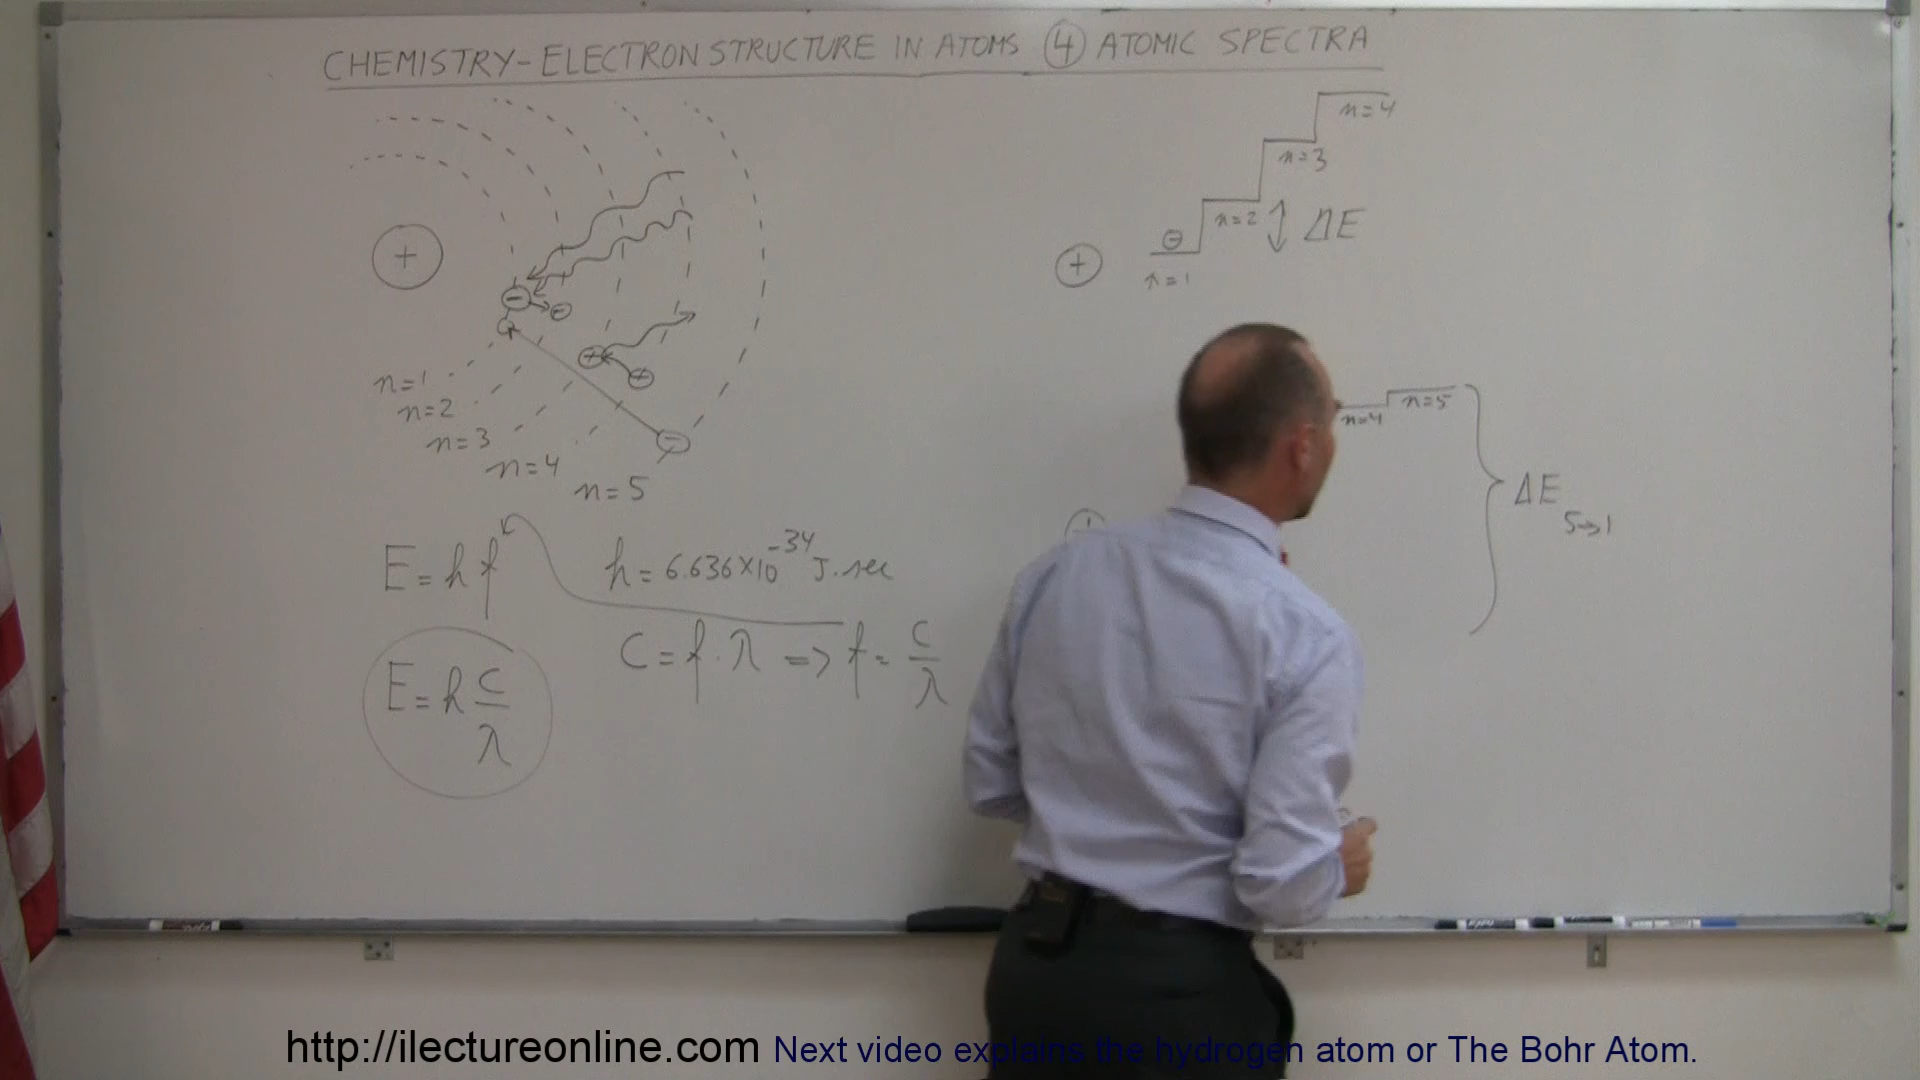 CHEMISTRY-ELECTRON STRUCTURE IN ATOMS ④ ATOMIC SPECTRA
+
-
-
+
+
-
n=1
n=2
n=3
n=4
n=5
E=hf
h=6.636×10⁻³⁴ J.sec
C=f.λ => f=c/λ
E=h c/λ
n=4
n=3
n=2
ΔE
-
n=1
+
n=4
n=5
ΔE 5→1
http://ilectureonline.com Next video explains the hydrogen atom or The Bohr Atom.